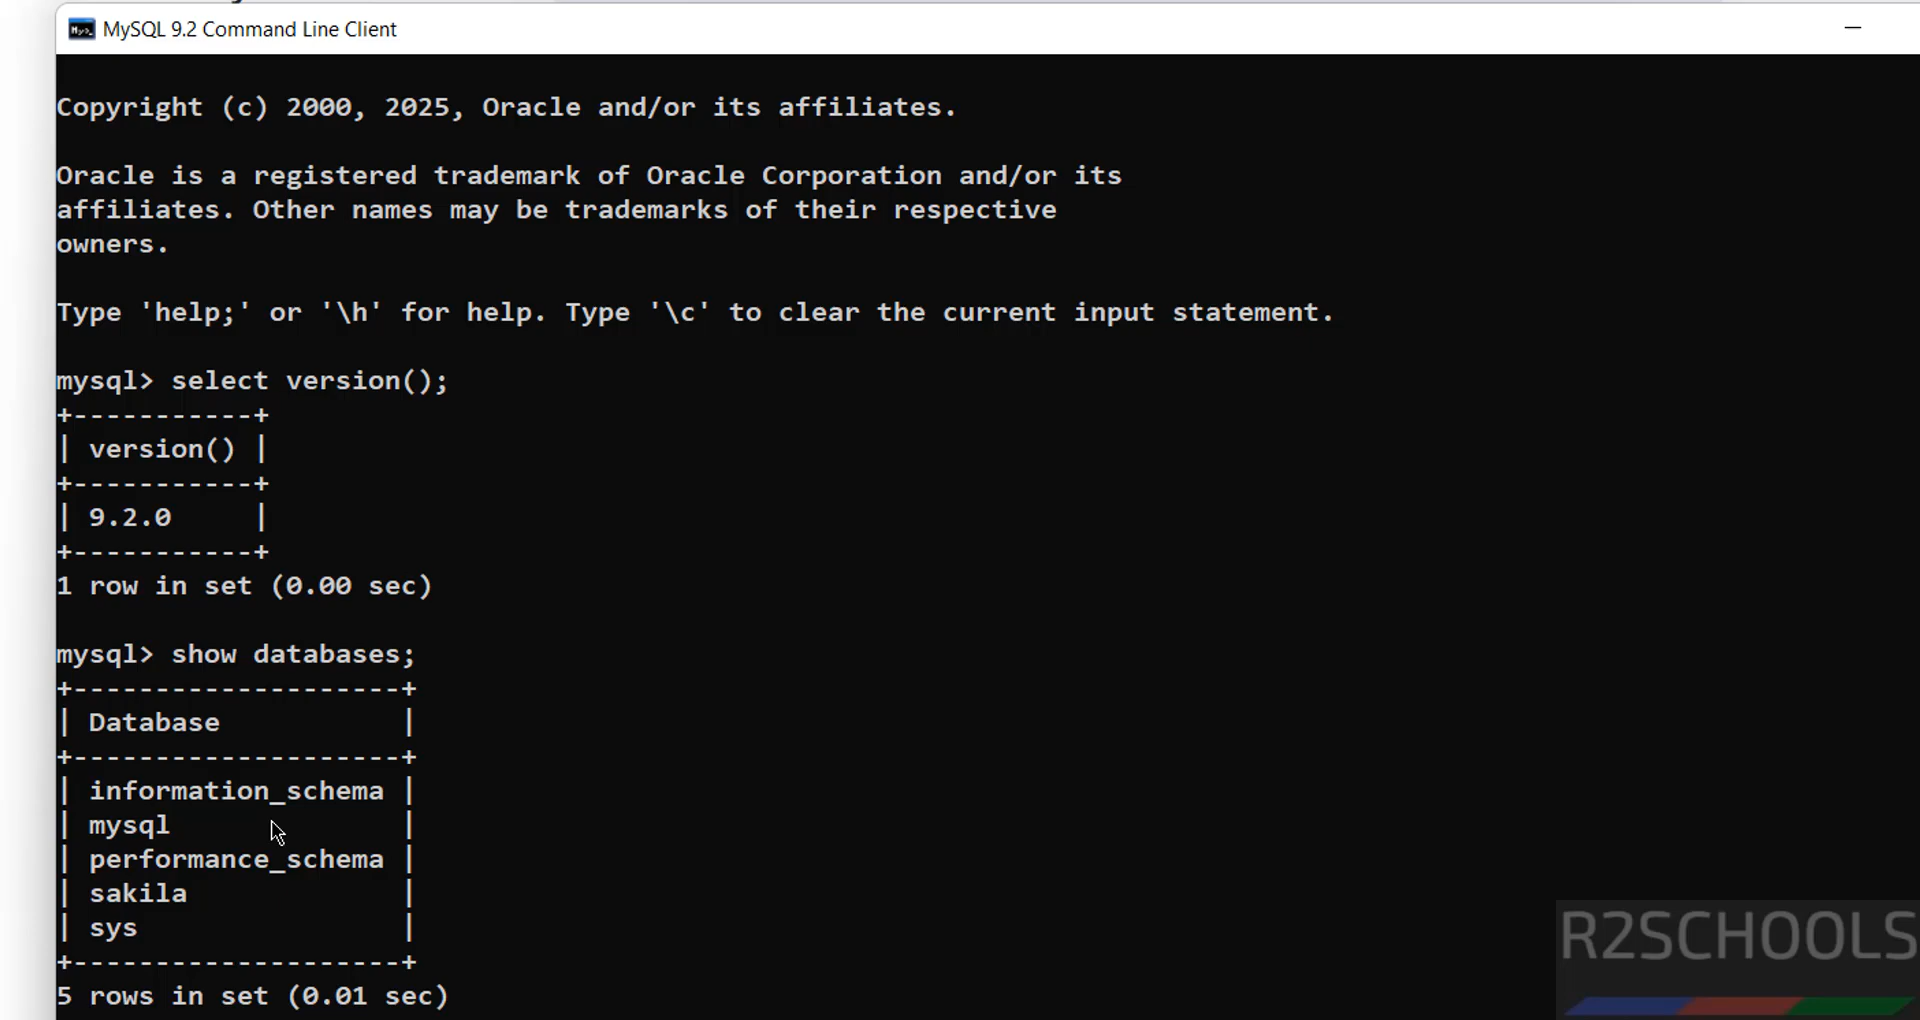 MySQL 9.2 Command Line Client
Copyright (c) 2000, 2025, Oracle and/or its affiliates.
Oracle is a registered trademark of Oracle Corporation and/or its
affiliates. Other names may be trademarks of their respective
owners.
Type 'help;' or '\h' for help. Type '\c' to clear the current input statement.
mysql> select version();
+-----------+
| version() |
+-----------+
| 9.2.0     |
+-----------+
1 row in set (0.00 sec)
mysql> show databases;
+--------------------+
| Database           |
+--------------------+
| information_schema |
| mysql              |
| performance_schema |
| sakila             |
| sys                |
+--------------------+
5 rows in set (0.01 sec)
R2SCHOOLS